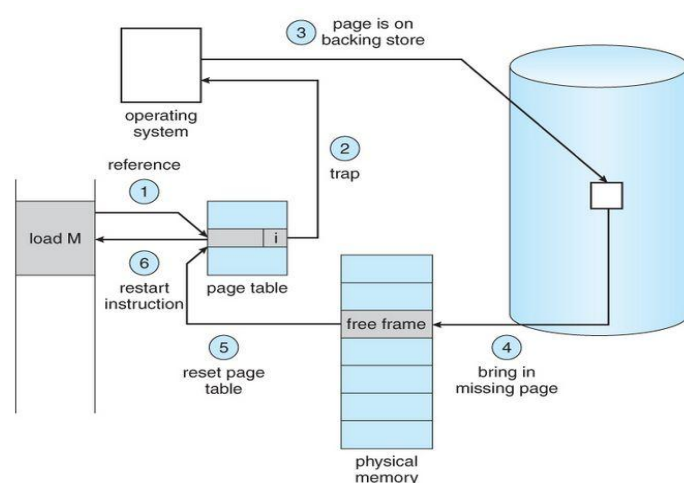 3
page is on
backing store
operating
system
2
trap
reference
1
load M
i
6
restart
instruction
page table
free frame
5
reset page
table
4
bring in
missing page
physical
memory